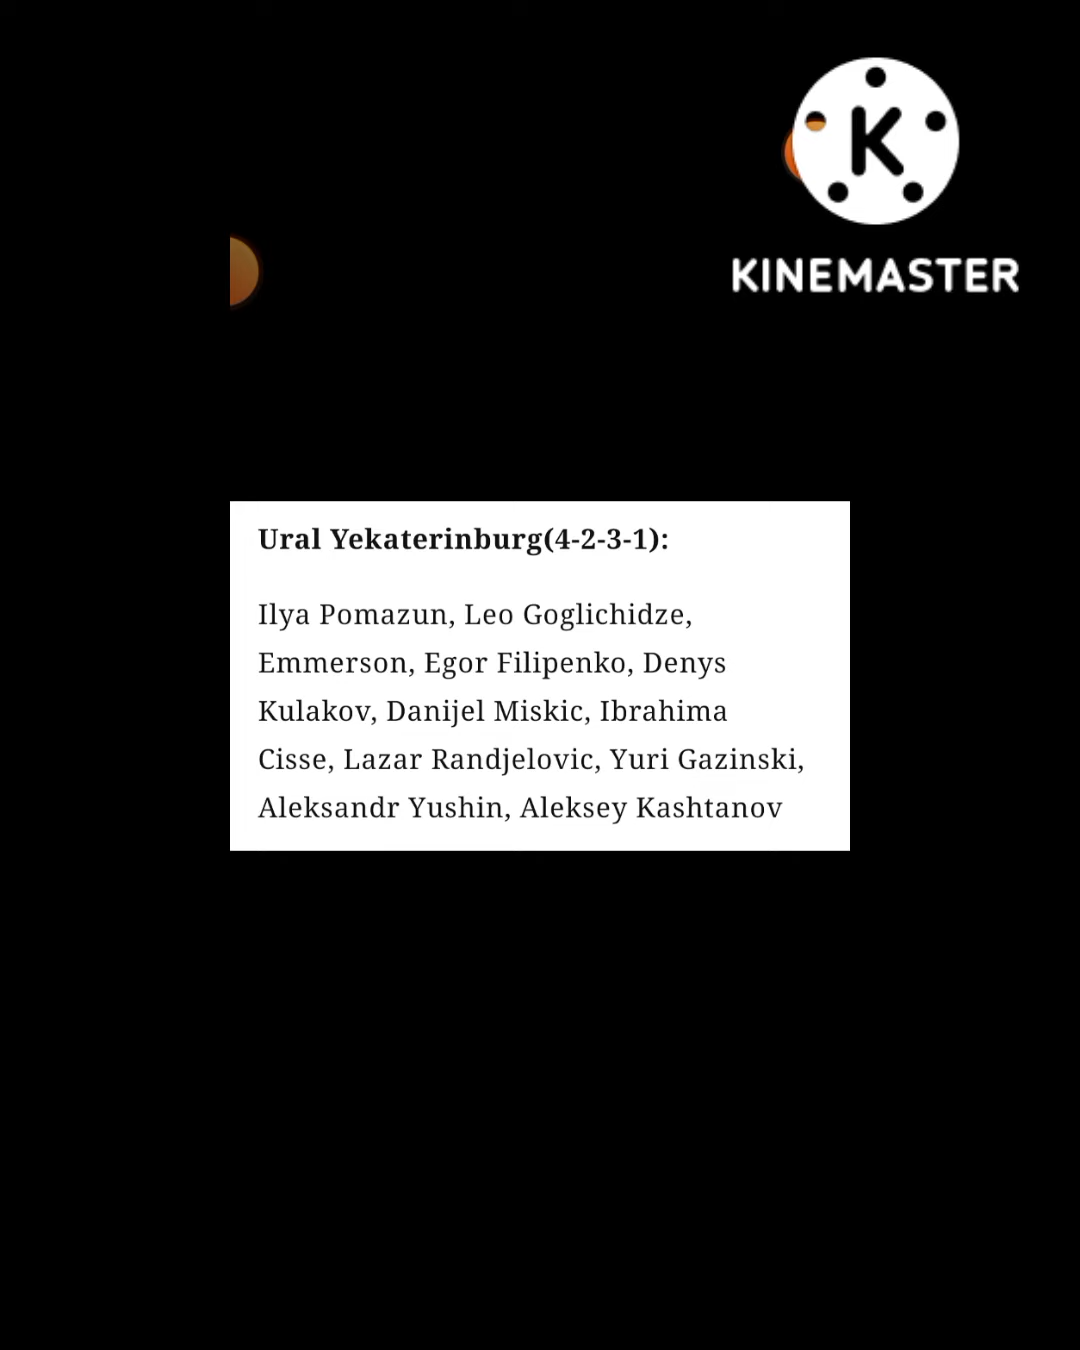 K
KINEMASTER
Ural Yekaterinburg(4-2-3-1):
Ilya Pomazun, Leo Goglichidze,
Emmerson, Egor Filipenko, Denys
Kulakov, Danijel Miskic, Ibrahima
Cisse, Lazar Randjelovic, Yuri Gazinski,
Aleksandr Yushin, Aleksey Kashtanov